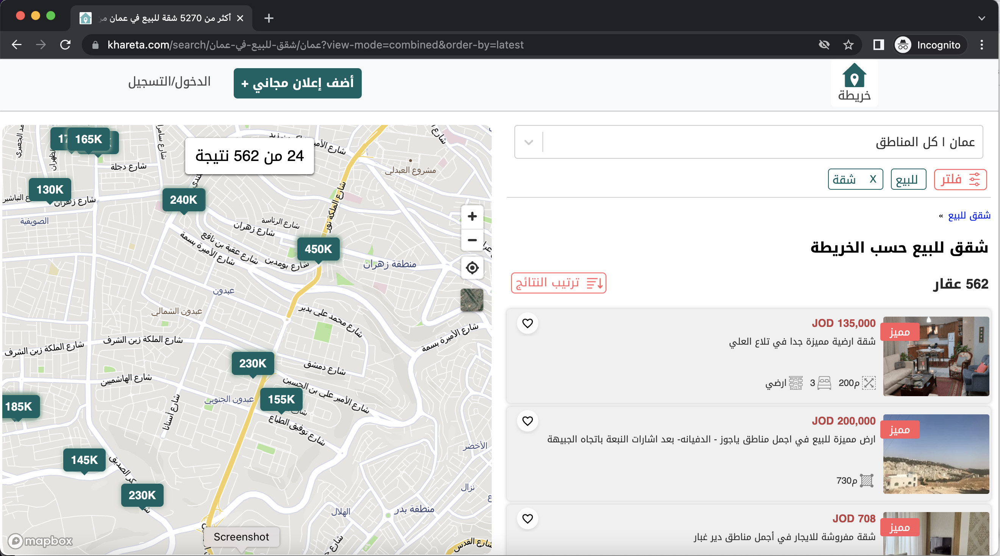 أكثر من 5270 شقة للبيع في عمان
khareta.com/search/عمان/شقق-للبيع-في-عمان?view-mode=combined&order-by=latest
Incognito
خريطة
أضف إعلان مجاني +
الدخول/التسجيل
عمان | كل المناطق
فلتر
للبيع
شقة X
شقق للبيع »
شقق للبيع حسب الخريطة
562 عقار
ترتيب النتائج
مميز
JOD 135,000
شقة ارضية مميزة جدا في تلاع العلي
200م
3
ارضي
مميز
JOD 200,000
ارض مميزة للبيع في اجمل مناطق ياجوز - الدفيانه- بعد اشارات النبعة باتجاه الجبيهة
730م
مميز
JOD 708
شقة مفروشة للايجار في أجمل مناطق دير غبار
24 من 562 نتيجة
165K
شارع دجلة
شارع سامرا
مشروع العبدلي
130K
شارع زهران
240K
الصويفية
شارع الملكة نور
شارع الرئاسة
شارع زهران
شارع عقبة بن نافع
شارع الأميرة بسمة
450K
شارع بومدين
منطقة زهران
عبدون
عبدون الشمالي
شارع محمد علي بدير
شارع الأميرة بسمة
شارع الملكة زين الشرف
شارع الملكة زين الشرف
230K
شارع دمشق
شارع الهاشميين
شارع الأمير علي بن الحسين
عبدون الجنوبي
155K
185K
شارع أستانا
شارع توفيق الطباع
الأخضر
145K
230K
نزال
منطقة بدر
الهلال
Screenshot
شارع القدس
mapbox